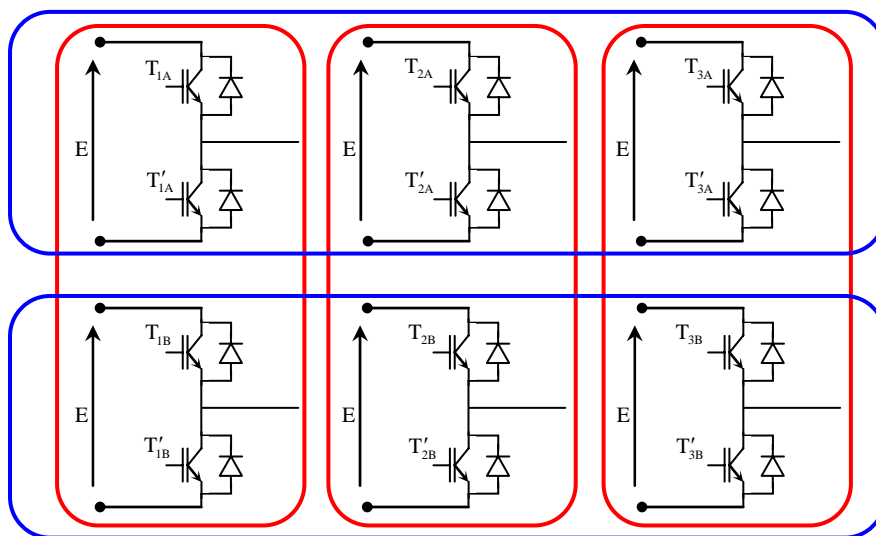 T1A T2A T3A
E E E
T′1A T′2A T′3A
T1B T2B T3B
E E E
T′1B T′2B T′3B